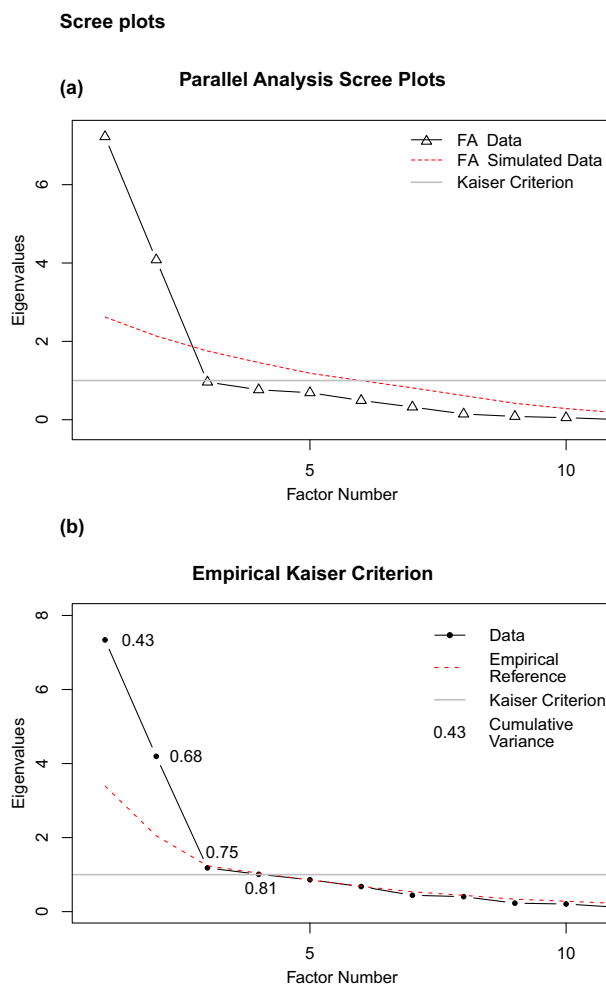 Scree plots
(a)
Parallel Analysis Scree Plots
FA Data
FA Simulated Data
Kaiser Criterion
Eigenvalues
6
4
2
0
5
10
Factor Number
(b)
Empirical Kaiser Criterion
Data
Empirical
Reference
Kaiser Criterion
0.43
Cumulative
Variance
Eigenvalues
8
6
4
2
0
0.43
0.68
0.75
0.81
5
10
Factor Number